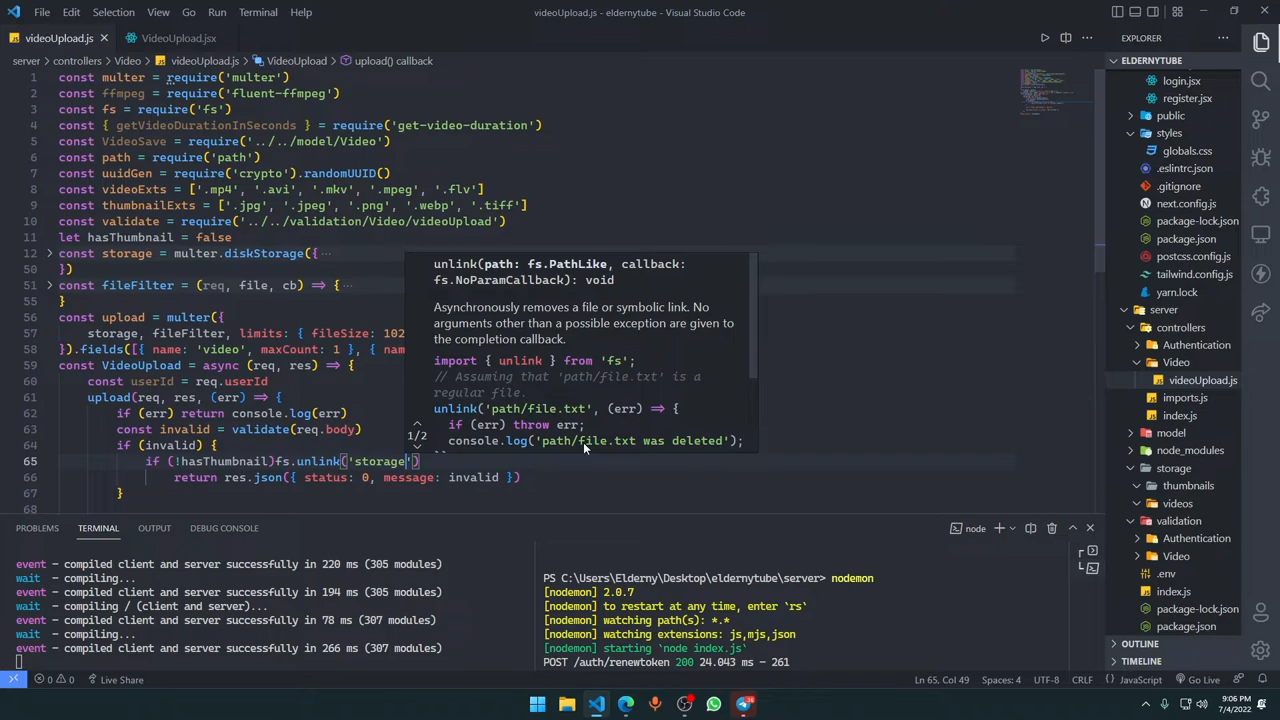 File Edit Selection View Go Run Terminal Help
videoUpload.js - eldernytube - Visual Studio Code
videoUpload.js
VideoUpload.jsx
server > controllers > Video > videoUpload.js > VideoUpload > upload() callback
1 const multer = require('multer')
2 const ffmpeg = require('fluent-ffmpeg')
3 const fs = require('fs')
4 const { getVideoDurationInSeconds } = require('get-video-duration')
5 const VideoSave = require('../../model/Video')
6 const path = require('path')
7 const uuidGen = require('crypto').randomUUID()
8 const videoExts = ['.mp4', '.avi', '.mkv', '.mpeg', '.flv']
9 const thumbnailExts = ['.jpg', '.jpeg', '.png', '.webp', '.tiff']
10 const validate = require('../../validation/Video/videoUpload')
11 let hasThumbnail = false
12 const storage = multer.diskStorage({ ···
50 })
51 const fileFilter = (req, file, cb) => { ···
55 }
56 const upload = multer({
57 storage, fileFilter, limits: { fileSize: 102
58 }).fields([{ name: 'video', maxCount: 1 }, { na
59 const VideoUpload = async (req, res) => {
60 const userId = req.userId
61 upload(req, res, (err) => {
62 if (err) return console.log(err)
63 const invalid = validate(req.body)
64 if (invalid) {
65 if (!hasThumbnail)fs.unlink('storage')
66 return res.json({ status: 0, message: invalid })
67 }
68
unlink(path: fs.PathLike, callback:
fs.NoParamCallback): void
Asynchronously removes a file or symbolic link. No
arguments other than a possible exception are given to
the completion callback.
import { unlink } from 'fs';
// Assuming that 'path/file.txt' is a
regular file.
unlink('path/file.txt', (err) => {
if (err) throw err;
1/2
console.log('path/file.txt was deleted');
});
PROBLEMS TERMINAL OUTPUT DEBUG CONSOLE
node
event - compiled client and server successfully in 220 ms (305 modules)
wait - compiling...
event - compiled client and server successfully in 194 ms (305 modules)
wait - compiling / (client and server)...
event - compiled client and server successfully in 78 ms (307 modules)
wait - compiling...
event - compiled client and server successfully in 266 ms (307 modules)
PS C:\Users\Elderny\Desktop\eldernytube\server> nodemon
[nodemon] 2.0.7
[nodemon] to restart at any time, enter `rs`
[nodemon] watching path(s): *.*
[nodemon] watching extensions: js,mjs,json
[nodemon] starting `node index.js`
POST /auth/renewtoken 200 24.043 ms - 261
EXPLORER
ELDERNYTUBE
login.jsx
register.jsx
public
styles
globals.css
.eslintrc.json
.gitignore
next.config.js
package-lock.json
package.json
postcss.config.js
tailwind.config.js
yarn.lock
server
controllers
Authentication
Video
videoUpload.js
imports.js
index.js
model
node_modules
storage
thumbnails
videos
validation
Authentication
Video
.env
index.js
package-lock.json
package.json
OUTLINE
TIMELINE
0 0 Live Share
Ln 65, Col 49 Spaces: 4 UTF-8 CRLF JavaScript Go Live
36
9:06 PM
7/4/2022